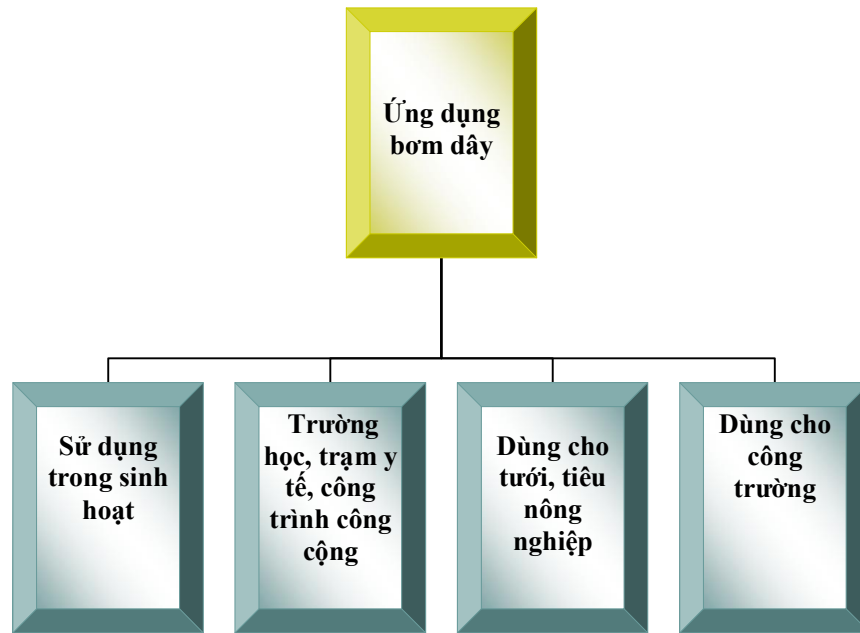 Ứng dụng
bơm dây
Sử dụng
trong sinh
hoạt
Trường
học, trạm y
tế, công
trình công
cộng
Dùng cho
tưới, tiêu
nông
nghiệp
Dùng cho
công
trường